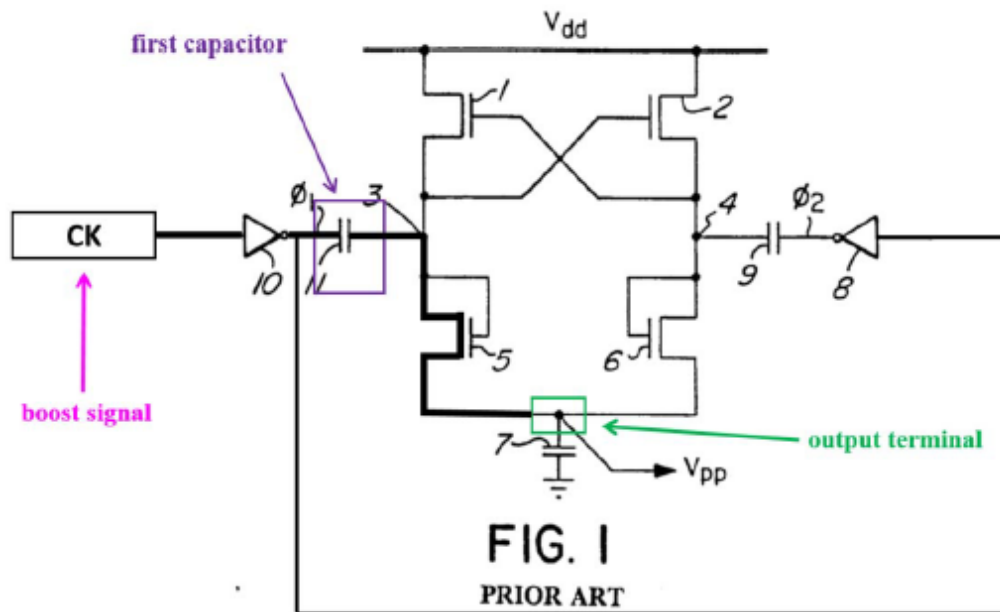 Vdd
first capacitor
1
2
CK
ø1
3
4
ø2
10
11
9
8
5
6
boost signal
7
output terminal
Vpp
FIG. 1
PRIOR ART